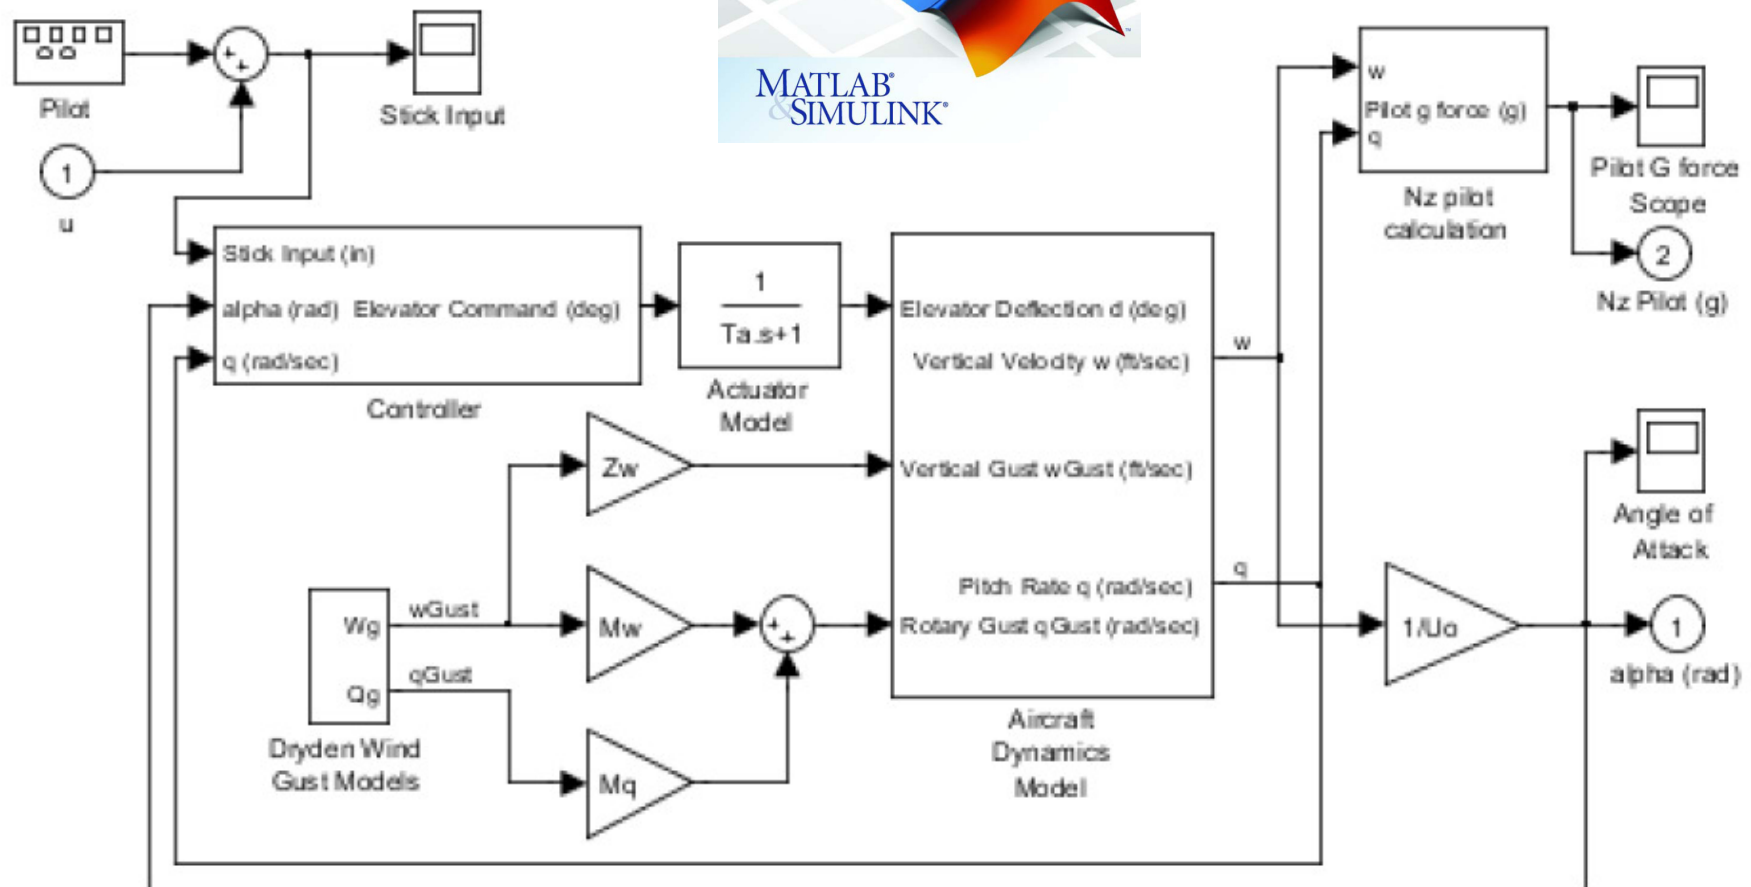 Pilot
1
u
Stick Input
MATLAB®
&SIMULINK®
w
Pilot g force (g)
q
Nz pilot
calculation
Pilot G force
Scope
2
Nz Pilot (g)
Stick Input (in)
alpha (rad) Elevator Command (deg)
q (rad/sec)
Controller
1
Ta.s+1
Actuator
Model
Elevator Deflection d (deg)
Vertical Velocity w (ft/sec)
Vertical Gust wGust (ft/sec)
Pitch Rate q (rad/sec)
Rotary Gust qGust (rad/sec)
Aircraft
Dynamics
Model
w
q
Zw
Mw
Mq
Wg
Qg
wGust
qGust
Dryden Wind
Gust Models
1/Uo
Angle of
Attack
1
alpha (rad)